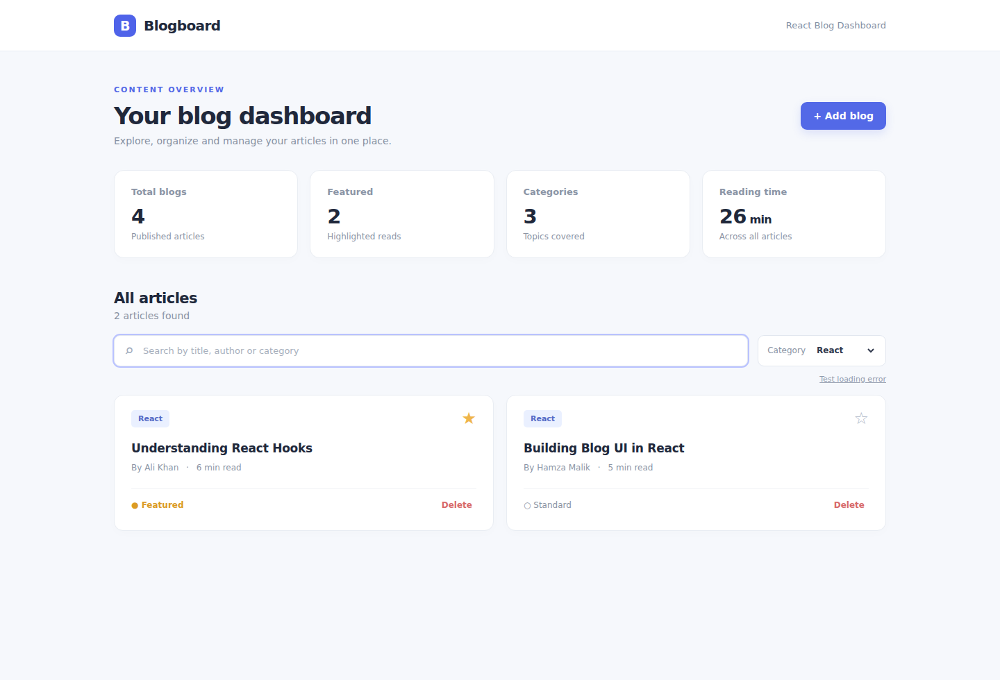 B Blogboard
React Blog Dashboard
CONTENT OVERVIEW
Your blog dashboard
Explore, organize and manage your articles in one place.
+ Add blog
Total blogs
4
Published articles
Featured
2
Highlighted reads
Categories
3
Topics covered
Reading time
26 min
Across all articles
All articles
2 articles found
Search by title, author or category
Category React
Test loading error
React
★
Understanding React Hooks
By Ali Khan · 6 min read
● Featured
Delete
React
☆
Building Blog UI in React
By Hamza Malik · 5 min read
○ Standard
Delete